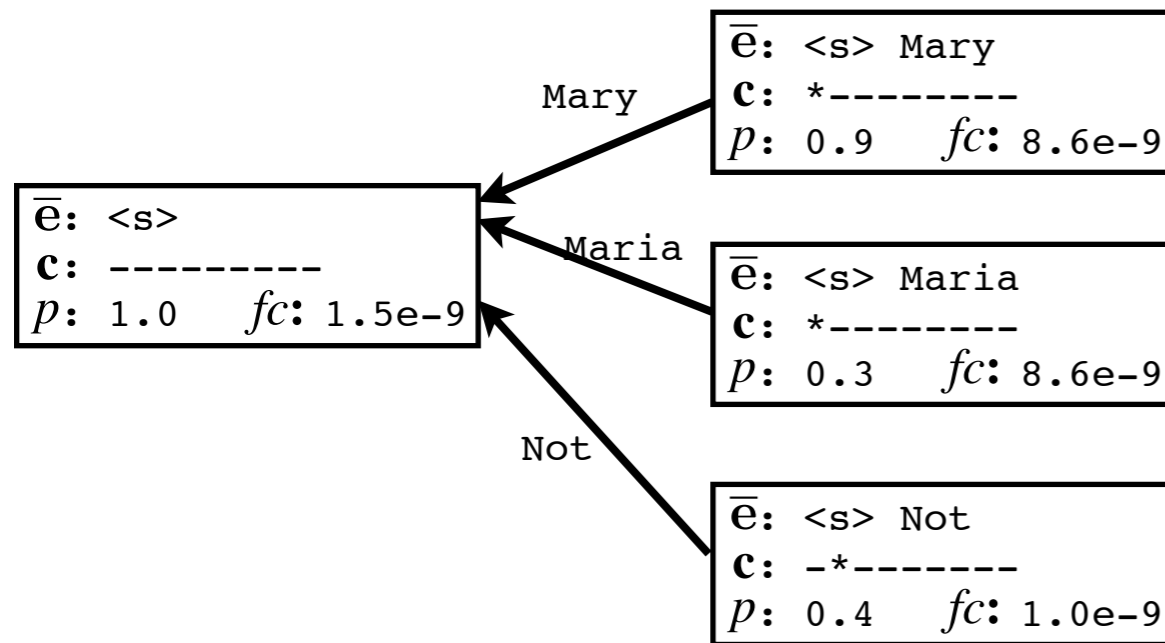 e̅: <s> Mary
c: *--------
p: 0.9 fc: 8.6e-9
Mary
e̅: <s>
c: ---------
p: 1.0 fc: 1.5e-9
Maria
e̅: <s> Maria
c: *--------
p: 0.3 fc: 8.6e-9
Not
e̅: <s> Not
c: -*-------
p: 0.4 fc: 1.0e-9